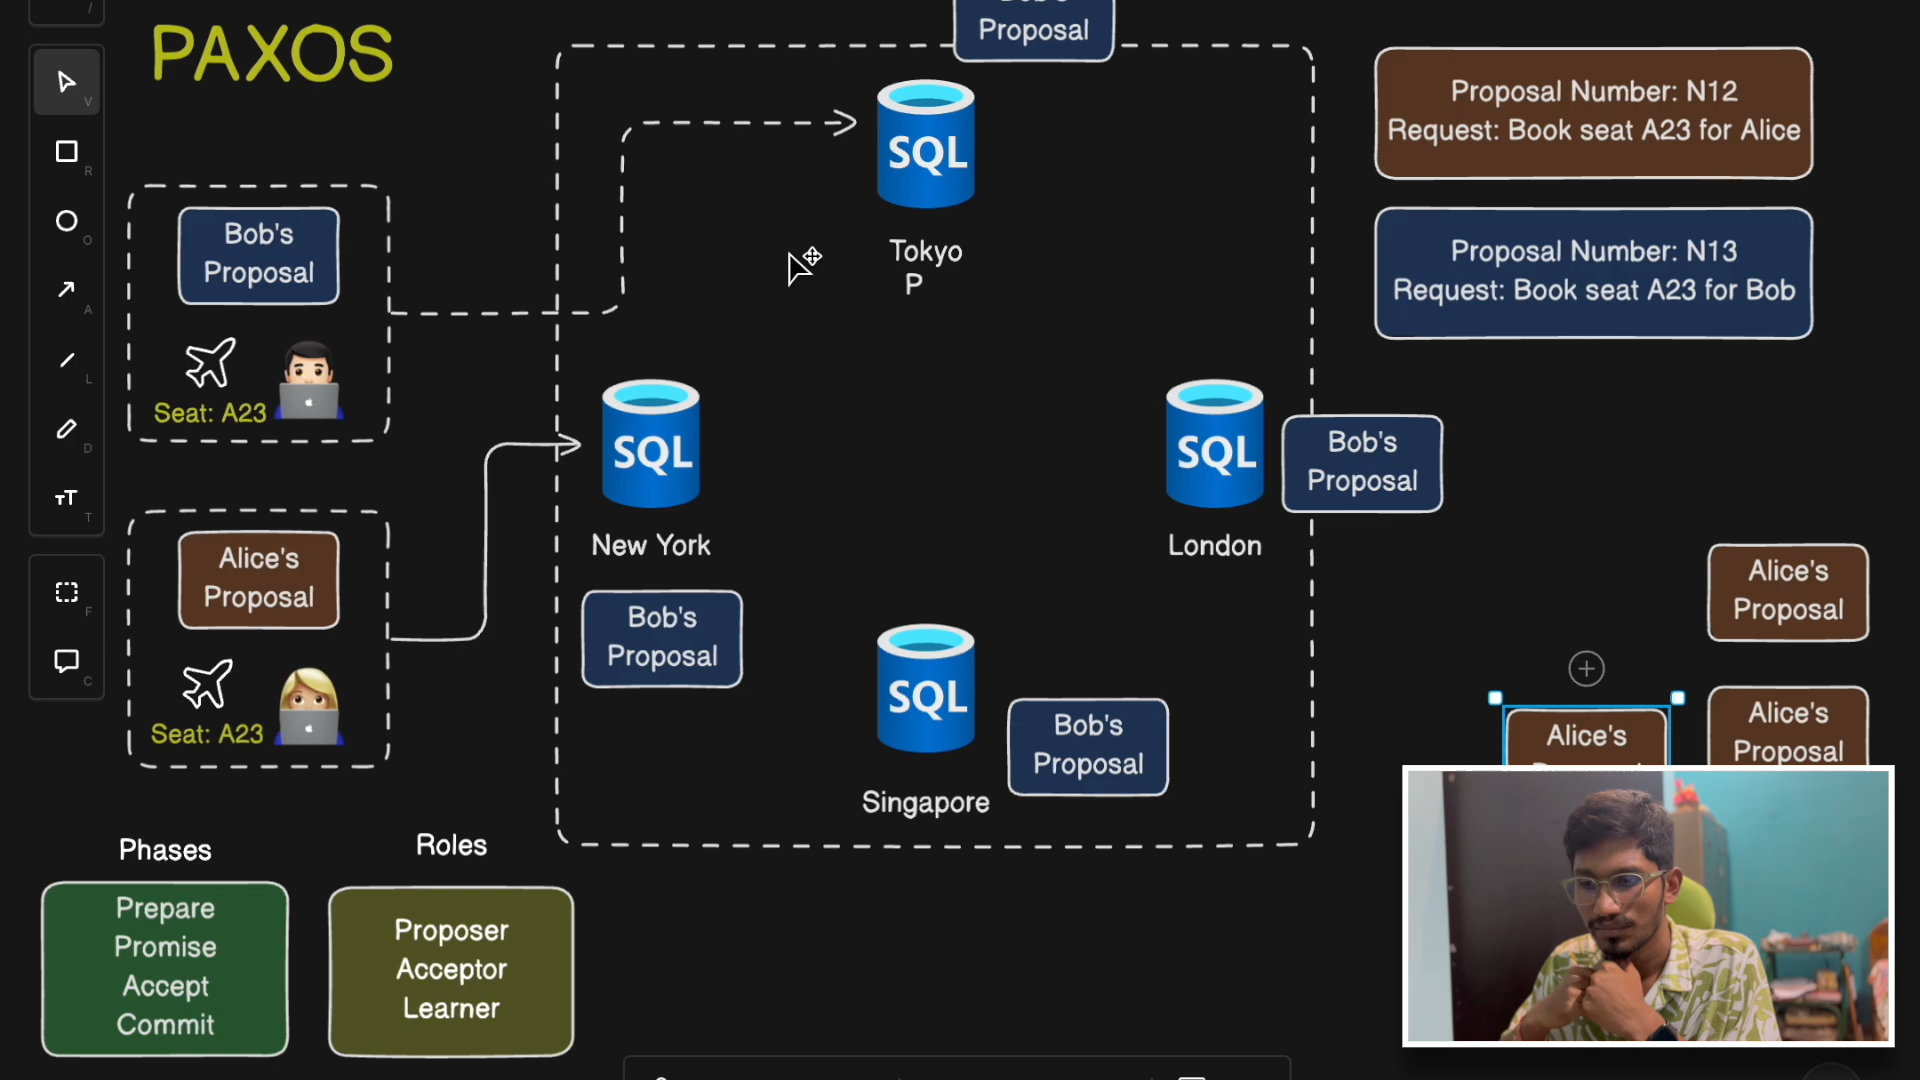 PAXOS
Proposal
Proposal Number: N12
Request: Book seat A23 for Alice
SQL
Bob's
Proposal
Proposal Number: N13
Request: Book seat A23 for Bob
Tokyo
P
Seat: A23
SQL
SQL
Bob's
Proposal
New York
London
Alice's
Proposal
Alice's
Proposal
Bob's
Proposal
SQL
Seat: A23
Bob's
Proposal
Alice's
Alice's
Proposal
Singapore
Phases
Prepare
Promise
Accept
Commit
Roles
Proposer
Acceptor
Learner
V
R
O
A
L
D
TT
T
F
C